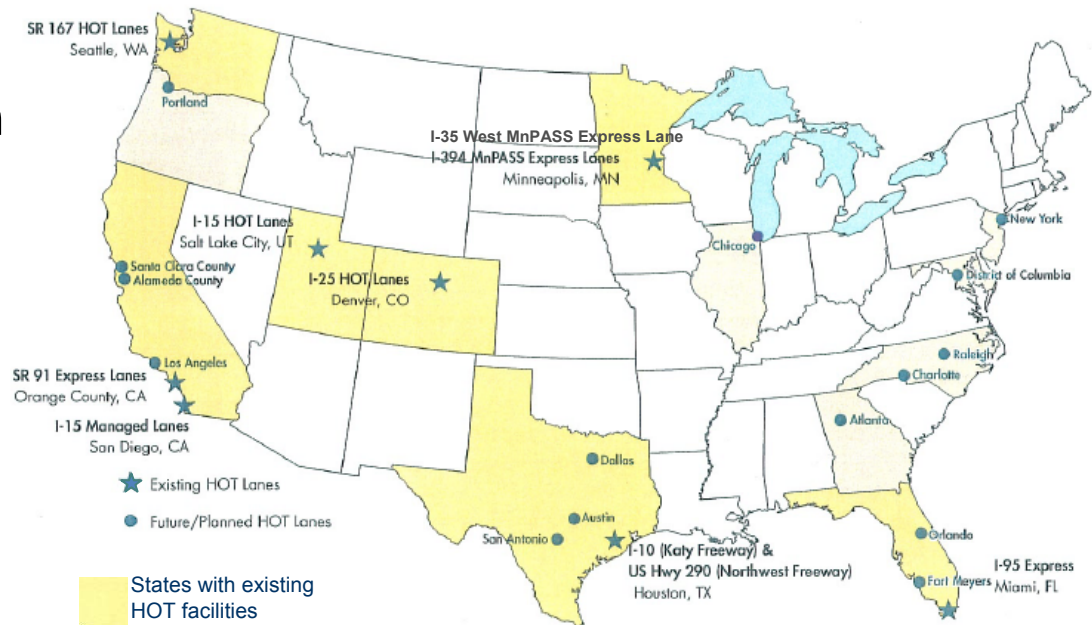 SR 167 HOT Lanes
Seattle, WA
Portland
I-35 West MnPASS Express Lane
I-394 MnPASS Express Lanes
Minneapolis, MN
New York
I-15 HOT Lanes
Salt Lake City, UT
Chicago
Santa Clara County
Alameda County
I-25 HOT Lanes
Denver, CO
District of Columbia
Los Angeles
Raleigh
SR 91 Express Lanes
Orange County, CA
Charlotte
I-15 Managed Lanes
San Diego, CA
Atlanta
Dallas
Existing HOT Lanes
Future/Planned HOT Lanes
Austin
San Antonio
Orlando
I-10 (Katy Freeway) &
US Hwy 290 (Northwest Freeway)
Houston, TX
I-95 Express
Miami, FL
Fort Meyers
States with existing
HOT facilities